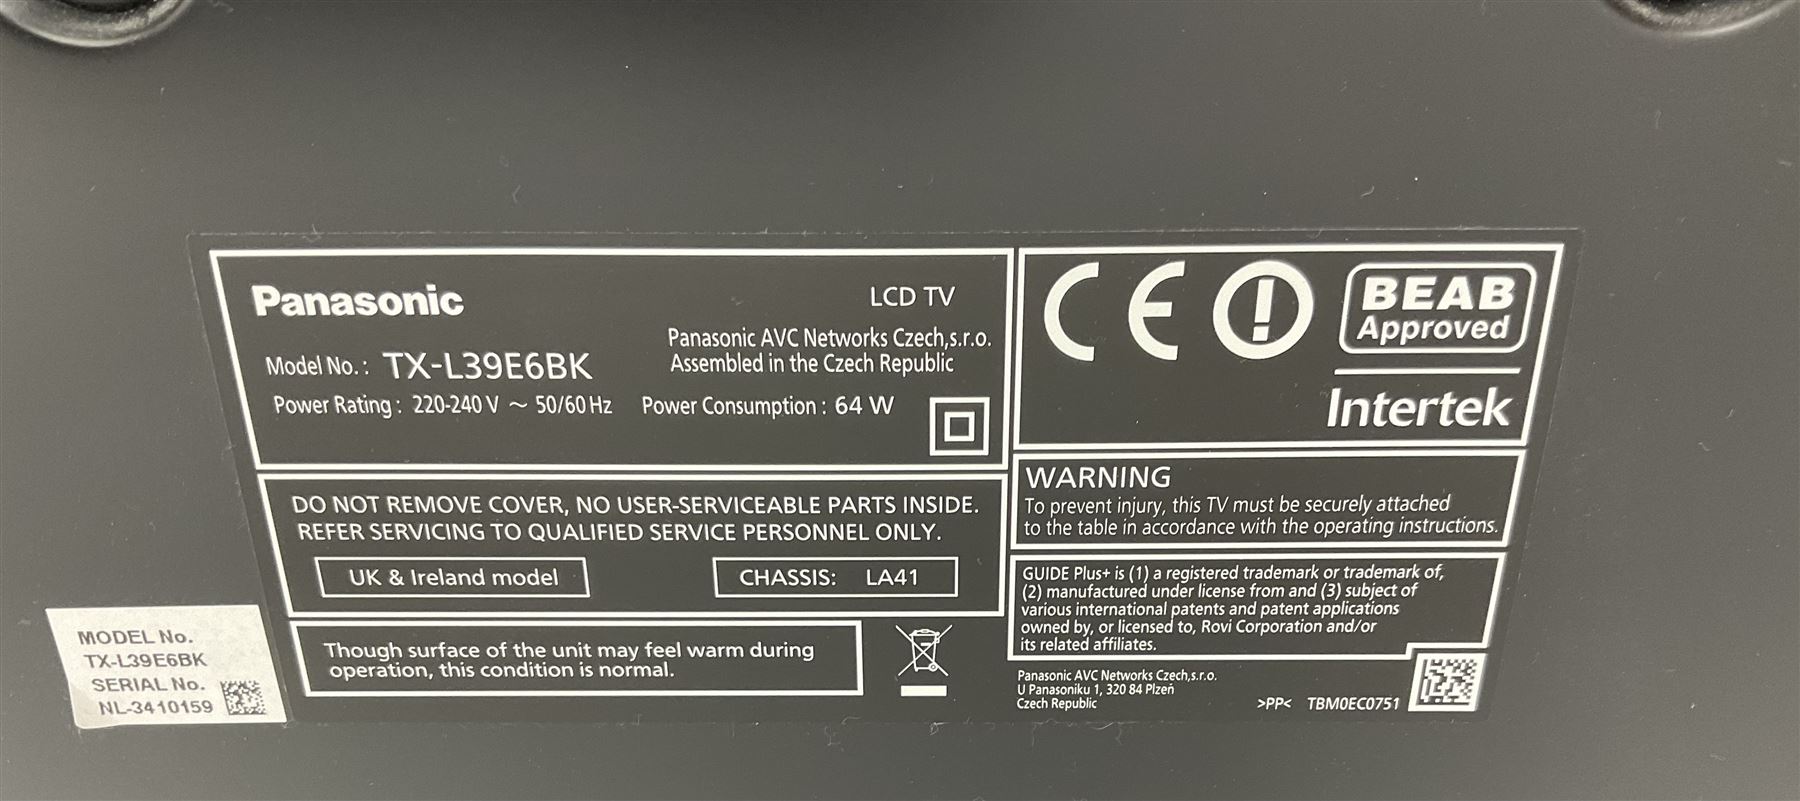 Panasonic
LCD TV
Panasonic AVC Networks Czech,s.r.o.
Assembled in the Czech Republic
Model No. : TX-L39E6BK
Power Rating : 220-240 V ~ 50/60 Hz Power Consumption : 64 W
DO NOT REMOVE COVER, NO USER-SERVICEABLE PARTS INSIDE.
REFER SERVICING TO QUALIFIED SERVICE PERSONNEL ONLY.
UK & Ireland model
CHASSIS: LA41
Though surface of the unit may feel warm during
operation, this condition is normal.
CE
BEAB
Approved
Intertek
WARNING
To prevent injury, this TV must be securely attached
to the table in accordance with the operating instructions.
GUIDE Plus+ is (1) a registered trademark or trademark of,
(2) manufactured under license from and (3) subject of
various international patents and patent applications
owned by, or licensed to, Rovi Corporation and/or
its related affiliates.
Panasonic AVC Networks Czech,s.r.o.
U Panasoniku 1, 320 84 Plzeň
Czech Republic
>PP< TBM0EC0751
MODEL No.
TX-L39E6BK
SERIAL No.
NL-3410159